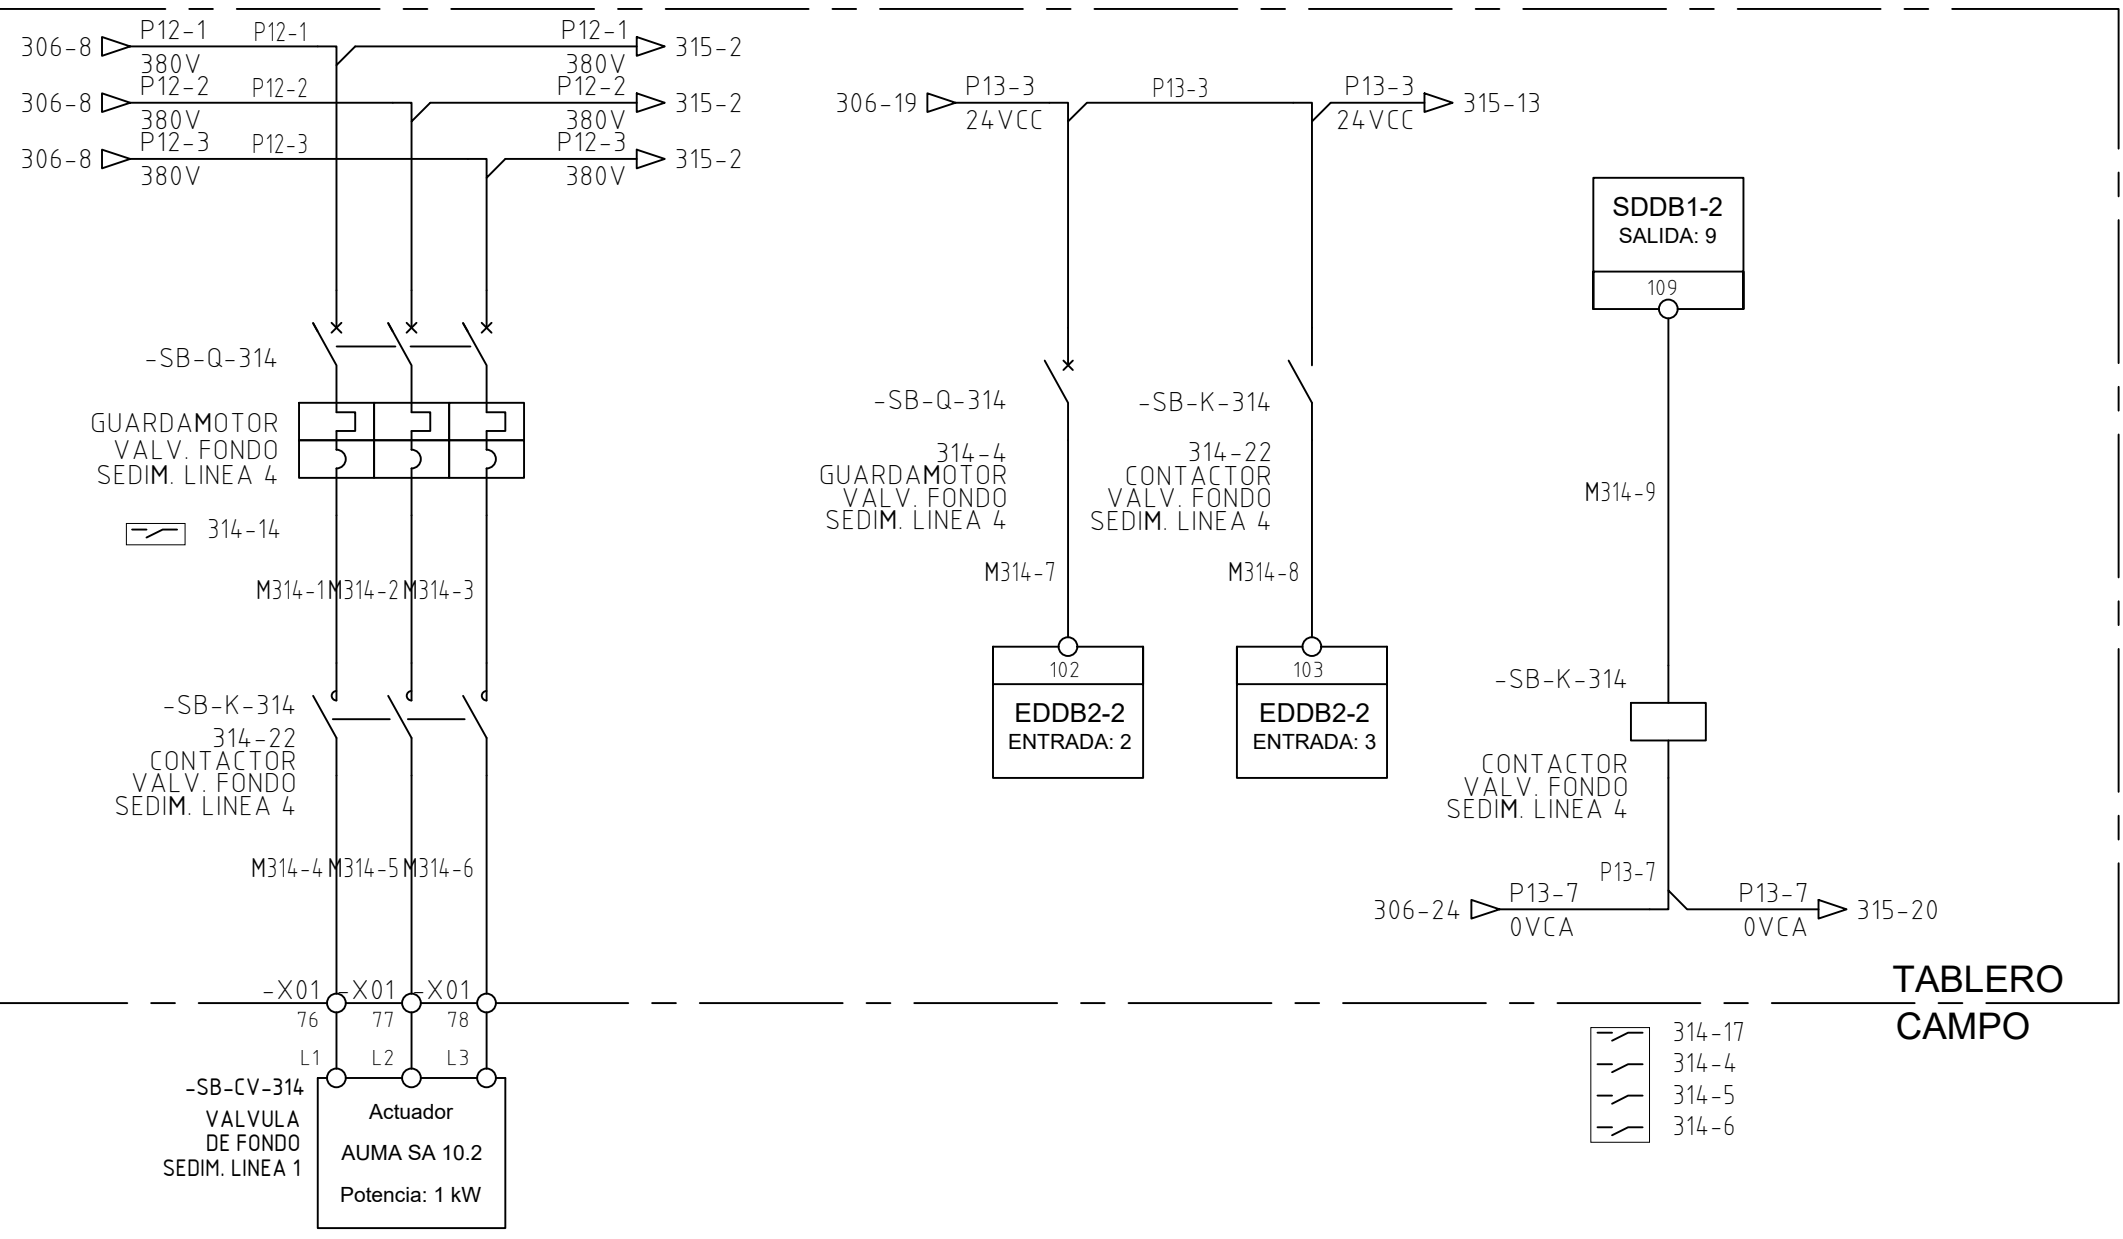 306-8 P12-1 P12-1 P12-1 315-2
380V 380V
306-8 P12-2 P12-2 P12-2 315-2
380V 380V
306-8 P12-3 P12-3 P12-3 315-2
380V 380V
-SB-Q-314
GUARDAMOTOR
VALV. FONDO
SEDIM. LINEA 4
314-14
M314-1 M314-2 M314-3
-SB-K-314
314-22
CONTACTOR
VALV. FONDO
SEDIM. LINEA 4
M314-4 M314-5 M314-6
-X01 -X01 -X01
76 77 78
L1 L2 L3
-SB-CV-314
VALVULA
DE FONDO
SEDIM. LINEA 1
Actuador
AUMA SA 10.2
Potencia: 1 kW
306-19 P13-3 P13-3 P13-3 315-13
24VCC 24VCC
-SB-Q-314
314-4
GUARDAMOTOR
VALV. FONDO
SEDIM. LINEA 4
M314-7
102
EDDB2-2
ENTRADA: 2
-SB-K-314
314-22
CONTACTOR
VALV. FONDO
SEDIM. LINEA 4
M314-8
103
EDDB2-2
ENTRADA: 3
SDDB1-2
SALIDA: 9
109
M314-9
-SB-K-314
CONTACTOR
VALV. FONDO
SEDIM. LINEA 4
P13-7
306-24 P13-7 P13-7 315-20
0VCA 0VCA
TABLERO
CAMPO
314-17
314-4
314-5
314-6